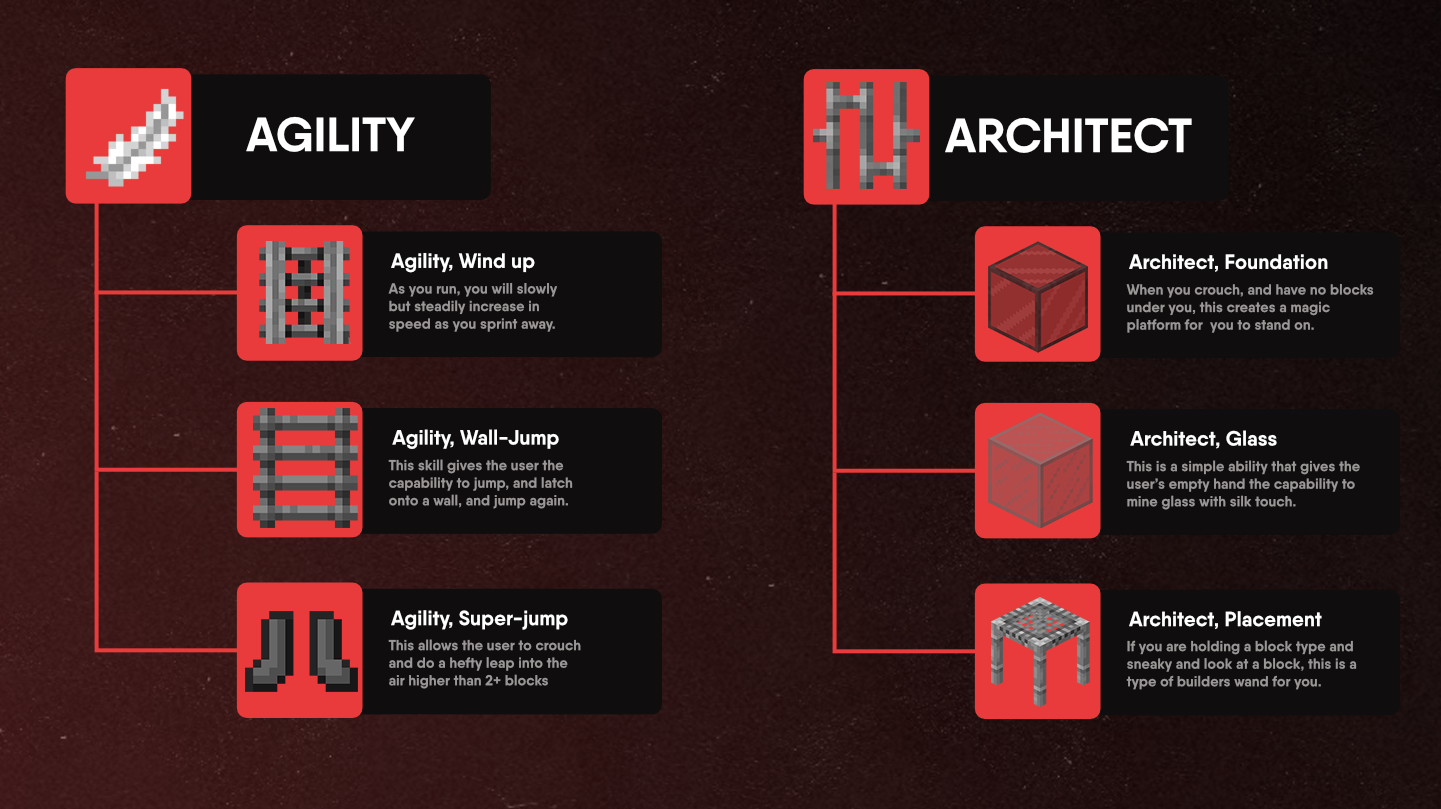 AGILITY
Agility, Wind up
As you run, you will slowly
but steadily increase in
speed as you sprint away.
Agility, Wall-Jump
This skill gives the user the
capability to jump, and latch
onto a wall, and jump again.
Agility, Super-jump
This allows the user to crouch
and do a hefty leap into the
air higher than 2+ blocks
ARCHITECT
Architect, Foundation
When you crouch, and have no blocks
under you, this creates a magic
platform for  you to stand on.
Architect, Glass
This is a simple ability that gives the
user's empty hand the capability to
mine glass with silk touch.
Architect, Placement
If you are holding a block type and
sneaky and look at a block, this is a
type of builders wand for you.